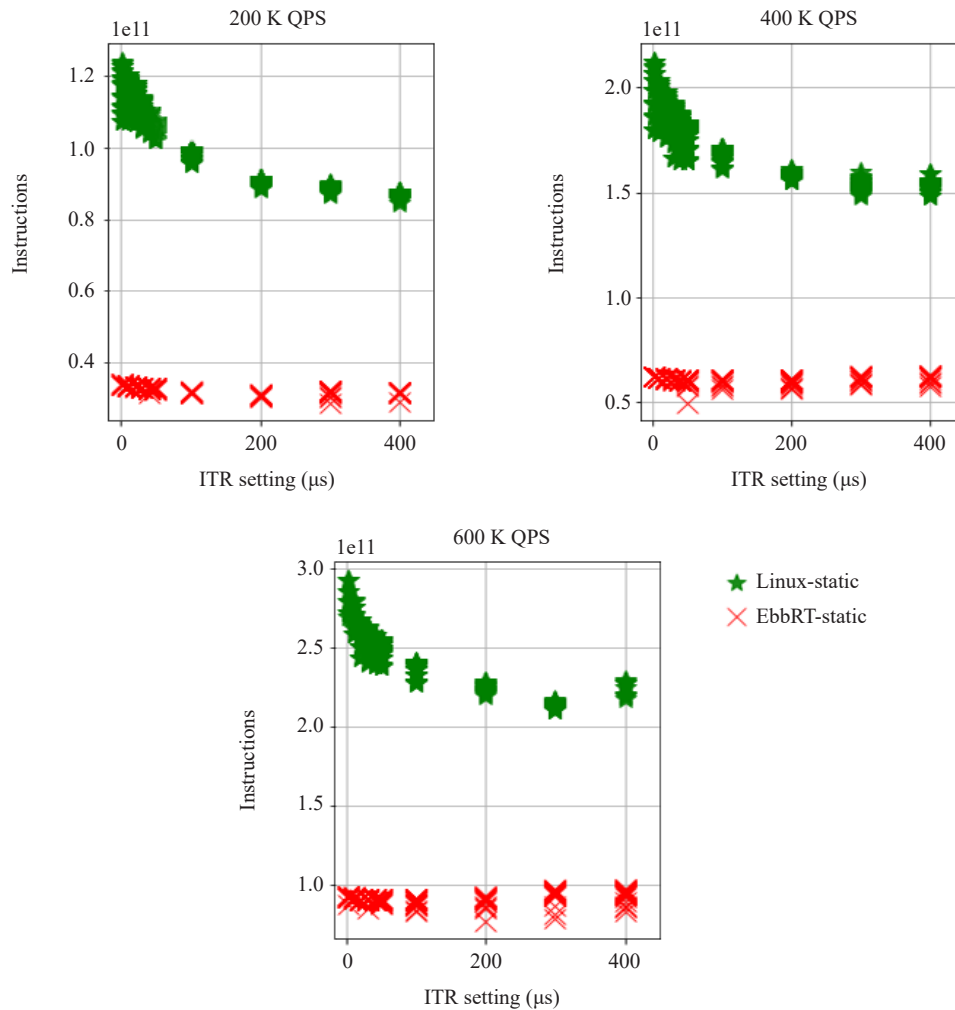 200 K QPS
1e11
1.2
1.0
0.8
0.6
0.4
Instructions
0
200
400
ITR setting (μs)
400 K QPS
1e11
2.0
1.5
1.0
0.5
Instructions
0
200
400
ITR setting (μs)
600 K QPS
1e11
3.0
2.5
2.0
1.5
1.0
Instructions
0
200
400
ITR setting (μs)
Linux-static
EbbRT-static